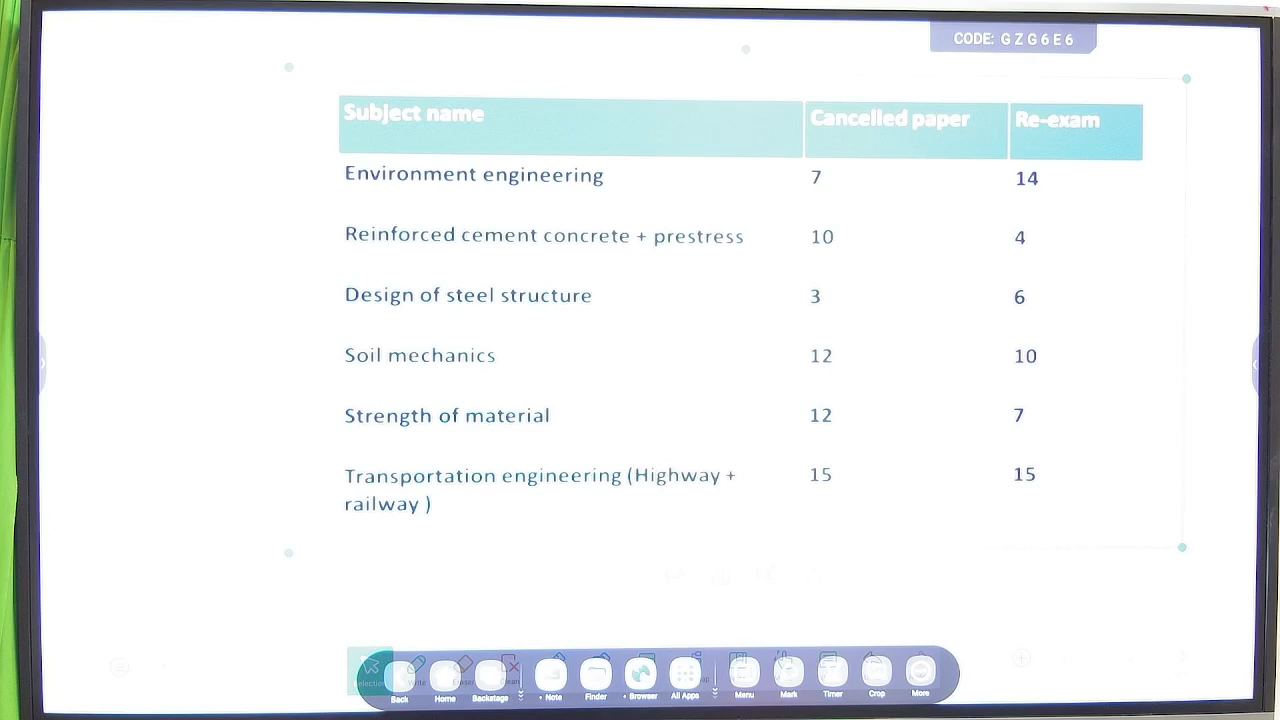 CODE: G Z G 6 E 6
Subject name Cancelled paper Re-exam
Environment engineering 7 14
Reinforced cement concrete + prestress 10 4
Design of steel structure 3 6
Soil mechanics 12 10
Strength of material 12 7
Transportation engineering (Highway + 15 15
railway )
Back Home Backstage Note Finder Browser All Apps Menu Mark Timer Crop More